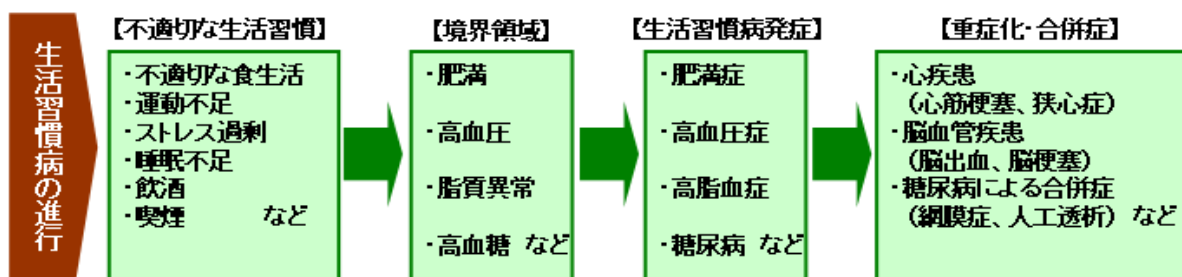 生活習慣病の進行
【不適切な生活習慣】
・不適切な食生活
・運動不足
・ストレス過剰
・睡眠不足
・飲酒
・喫煙 など
【境界領域】
・肥満
・高血圧
・脂質異常
・高血糖 など
【生活習慣病発症】
・肥満症
・高血圧症
・高脂血症
・糖尿病 など
【重症化・合併症】
・心疾患
（心筋梗塞、狭心症）
・脳血管疾患
（脳出血、脳梗塞）
・糖尿病による合併症
（網膜症、人工透析） など